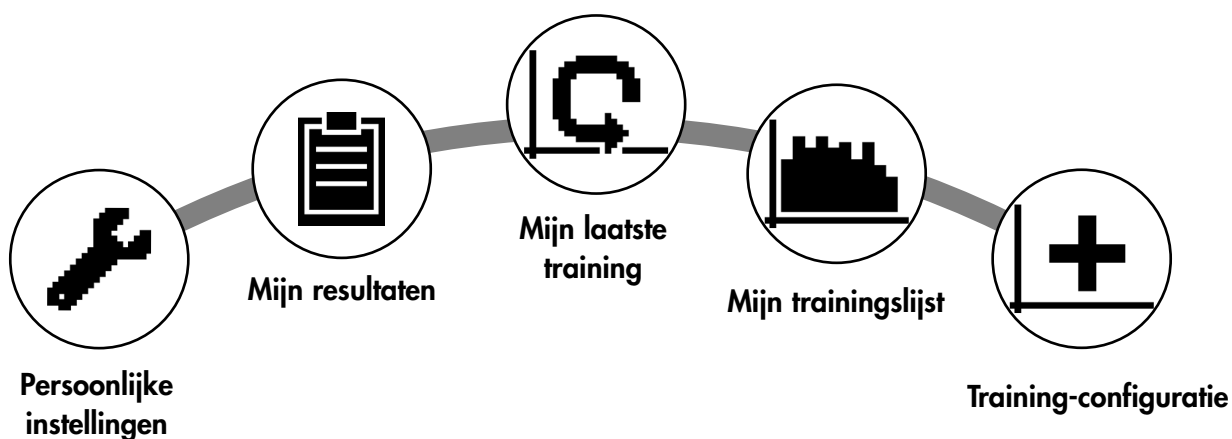 Persoonlijke
instellingen
Mijn resultaten
Mijn laatste
training
Mijn trainingslijst
Training-configuratie